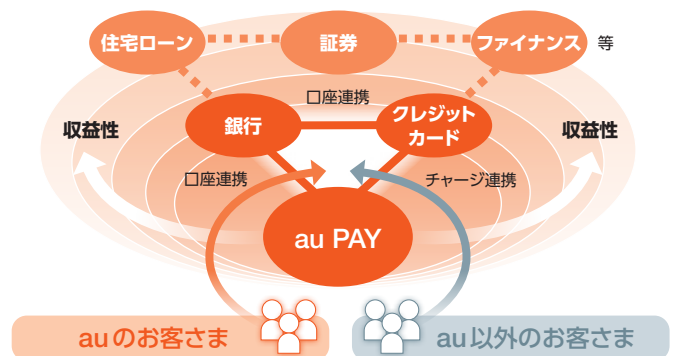 住宅ローン
証券
ファイナンス 等
口座連携
銀行
クレジット
カード
収益性
収益性
口座連携
チャージ連携
au PAY
auのお客さま
au以外のお客さま